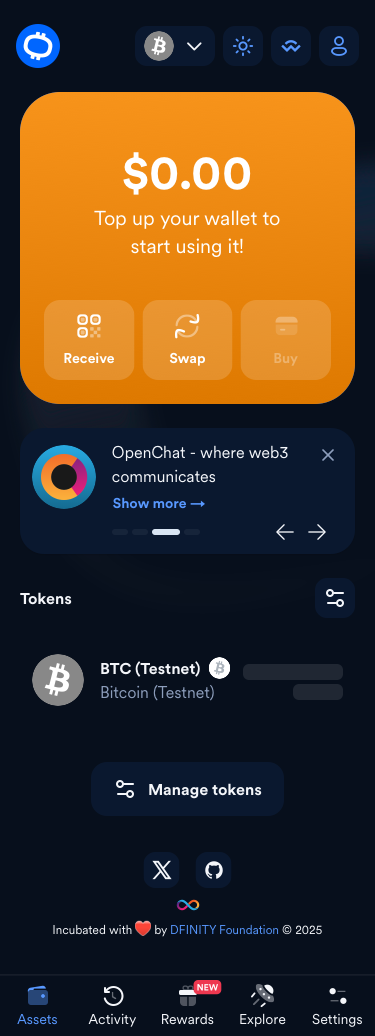 $0.00
Top up your wallet to
start using it!
Receive Swap Buy
OpenChat - where web3
communicates
Show more →
Tokens
BTC (Testnet)
Bitcoin (Testnet)
Manage tokens
Incubated with ❤️ by DFINITY Foundation © 2025
NEW
Assets Activity Rewards Explore Settings